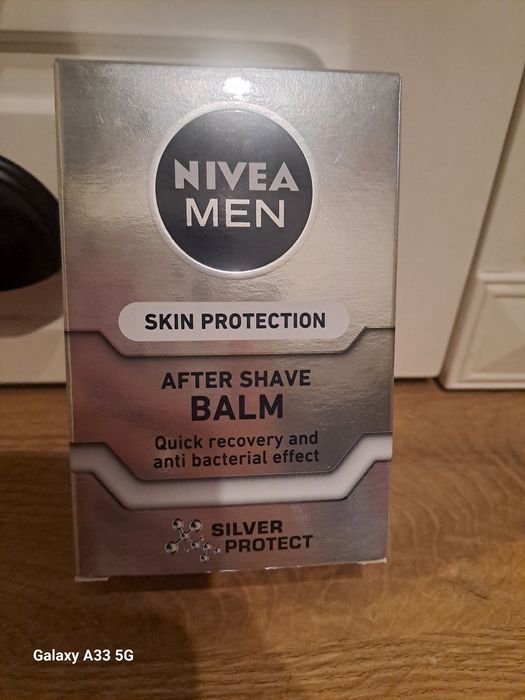 NIVEA
MEN
SKIN PROTECTION
AFTER SHAVE
BALM
Quick recovery and
anti bacterial effect
SILVER
PROTECT
Galaxy A33 5G